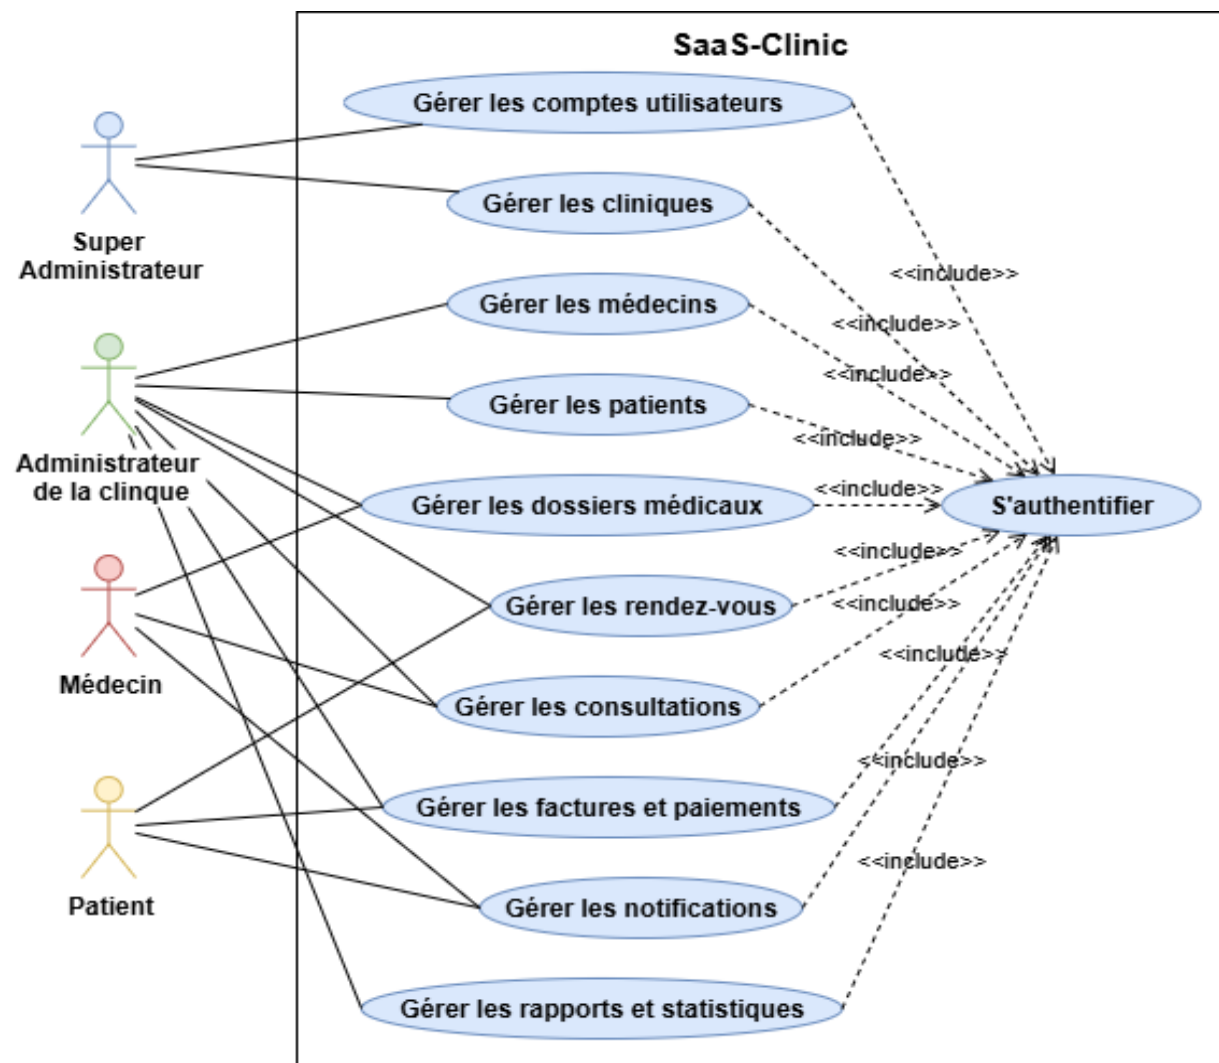 SaaS-Clinic
Gérer les comptes utilisateurs
Super
Administrateur
Gérer les cliniques
<<include>>
Gérer les médecins
<<include>>
<<include>>
Gérer les patients
<<include>>
Administrateur
de la clinque
Gérer les dossiers médicaux
<<include>>
S'authentifier
<<include>>
Gérer les rendez-vous
<<include>>
Médecin
<<include>>
Gérer les consultations
<<include>>
Gérer les factures et paiements
<<include>>
Patient
Gérer les notifications
Gérer les rapports et statistiques